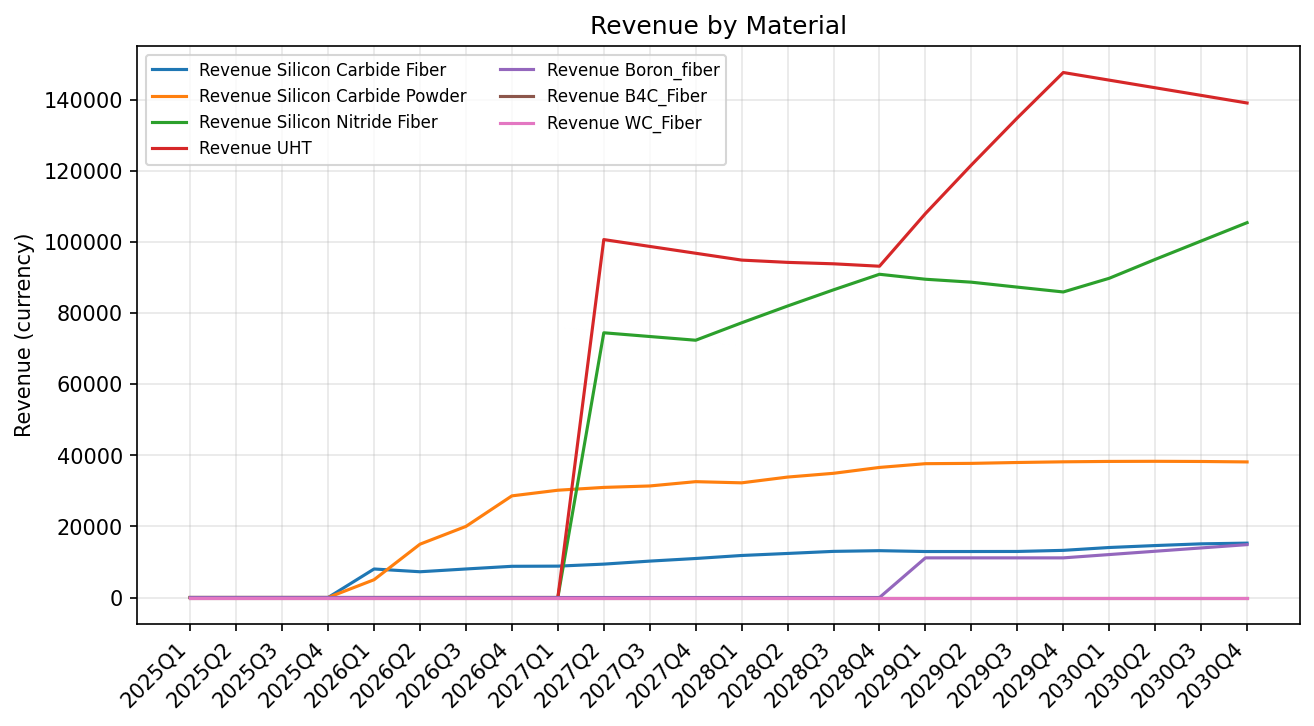 Revenue by Material
Revenue Silicon Carbide Fiber
Revenue Silicon Carbide Powder
Revenue Silicon Nitride Fiber
Revenue UHT
Revenue Boron_fiber
Revenue B4C_Fiber
Revenue WC_Fiber
Revenue (currency)
140000
120000
100000
80000
60000
40000
20000
0
2025Q1
2025Q2
2025Q3
2025Q4
2026Q1
2026Q2
2026Q3
2026Q4
2027Q1
2027Q2
2027Q3
2027Q4
2028Q1
2028Q2
2028Q3
2028Q4
2029Q1
2029Q2
2029Q3
2029Q4
2030Q1
2030Q2
2030Q3
2030Q4